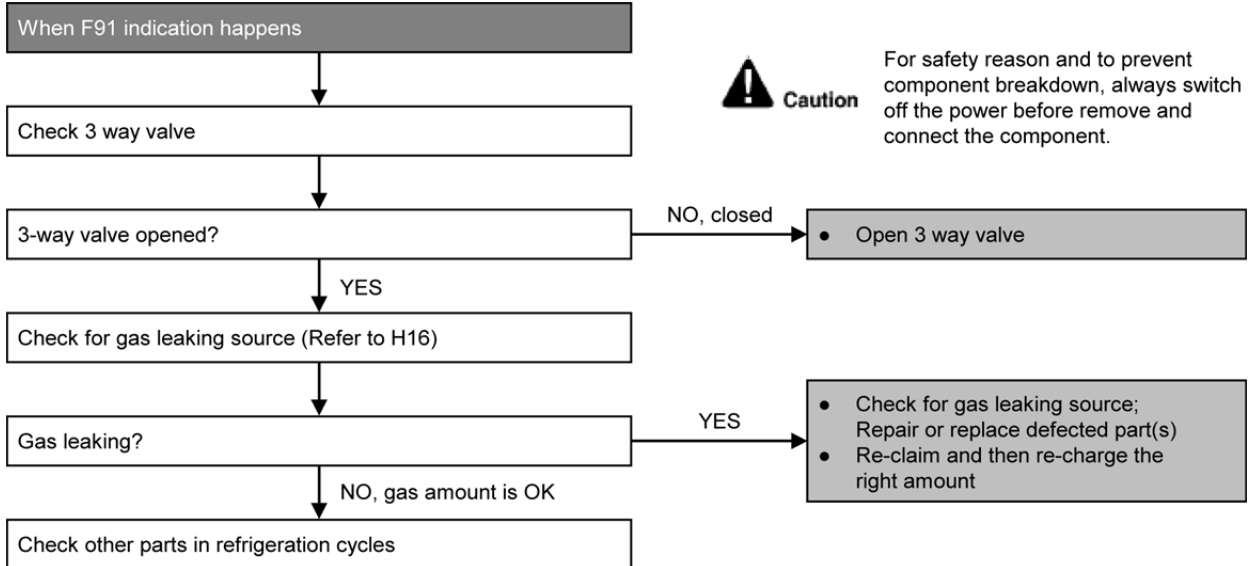 When F91 indication happens
Caution
For safety reason and to prevent
component breakdown, always switch
off the power before remove and
connect the component.
Check 3 way valve
3-way valve opened?
NO, closed
● Open 3 way valve
YES
Check for gas leaking source (Refer to H16)
Gas leaking?
YES
● Check for gas leaking source;
Repair or replace defected part(s)
● Re-claim and then re-charge the
right amount
NO, gas amount is OK
Check other parts in refrigeration cycles